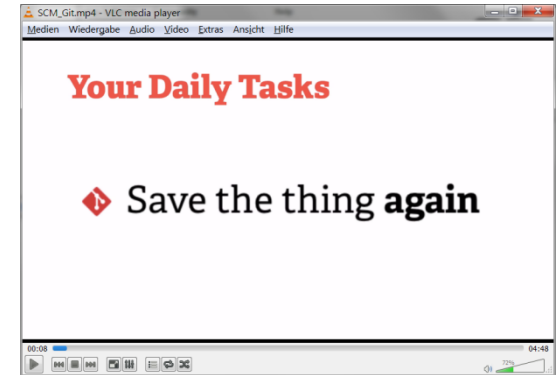 SCM_Git.mp4 - VLC media player
Medien Wiedergabe Audio Video Extras Ansicht Hilfe
Your Daily Tasks
Save the thing again
00:08 04:48
72%